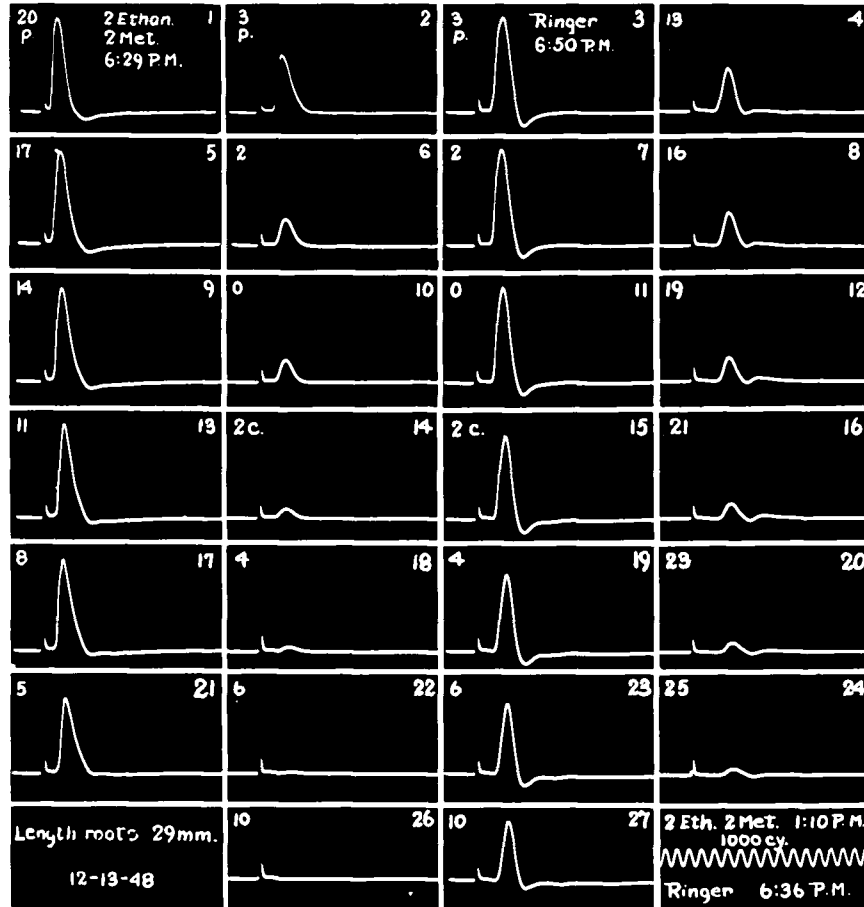 20 2 Ethan. 1
p. 2 Met.
6:29 P.M.
3 2
p.
3 Ringer 3
p. 6:50 P.M.
13 4
17 5
2 6
2 7
16 8
14 9
0 10
0 11
19 12
11 13
2 c. 14
2 c. 15
21 16
8 17
4 18
4 19
23 20
5 21
6 22
6 23
25 24
Length roots 29mm.
12-13-48
10 26
10 27
2 Eth. 2 Met. 1:10 P.M.
1000 cy.
Ringer 6:36 P.M.